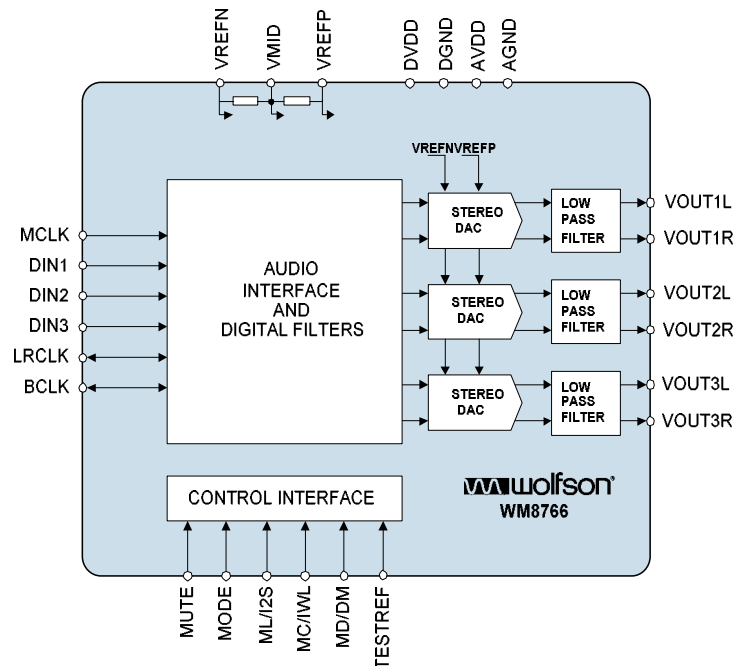 VREFN
VMID
VREFP
DVDD
DGND
AVDD
AGND
VREFNVREFP
MCLK
DIN1
DIN2
DIN3
LRCLK
BCLK
AUDIO
INTERFACE
AND
DIGITAL FILTERS
STEREO
DAC
LOW
PASS
FILTER
VOUT1L
VOUT1R
STEREO
DAC
LOW
PASS
FILTER
VOUT2L
VOUT2R
STEREO
DAC
LOW
PASS
FILTER
VOUT3L
VOUT3R
CONTROL INTERFACE
wolfson®
WM8766
MUTE
MODE
ML/I2S
MC/IWL
MD/DM
TESTREF